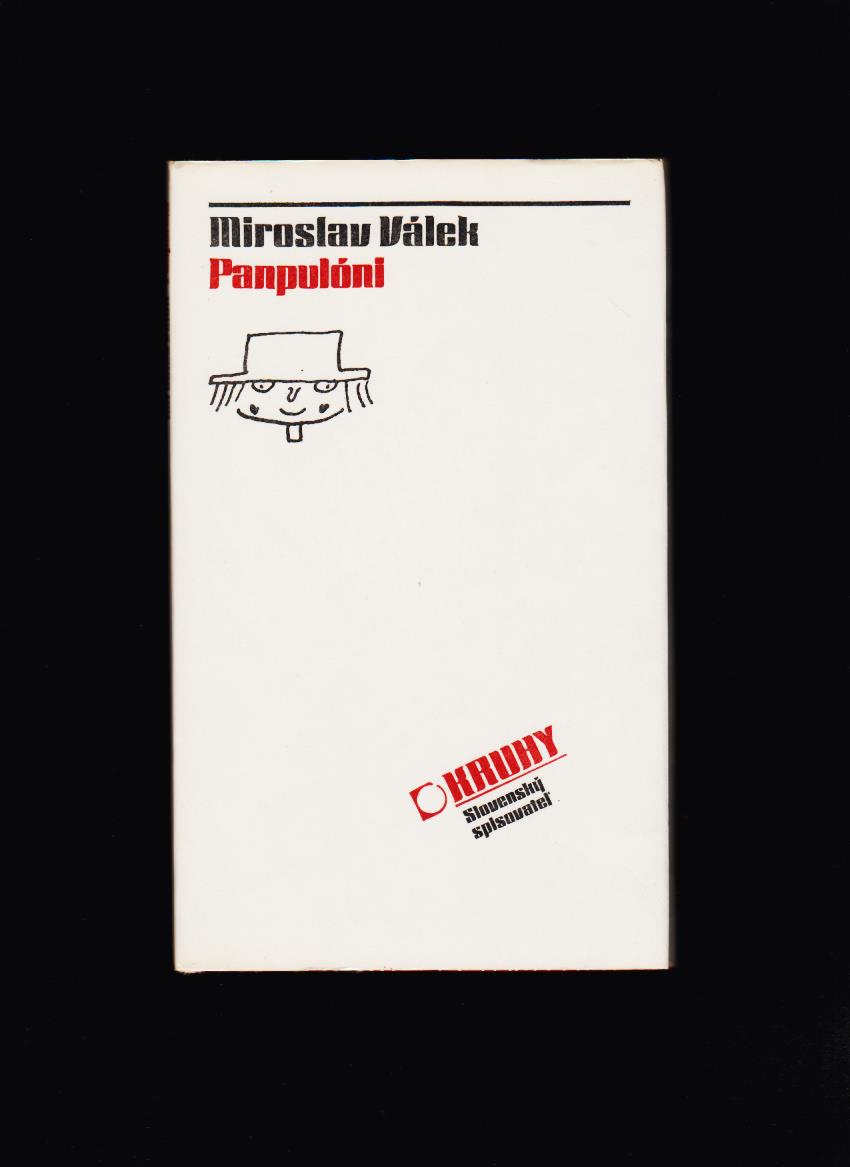 Miroslav Válek
Panpulóni
KRUHY
Slovenský
spisovateľ